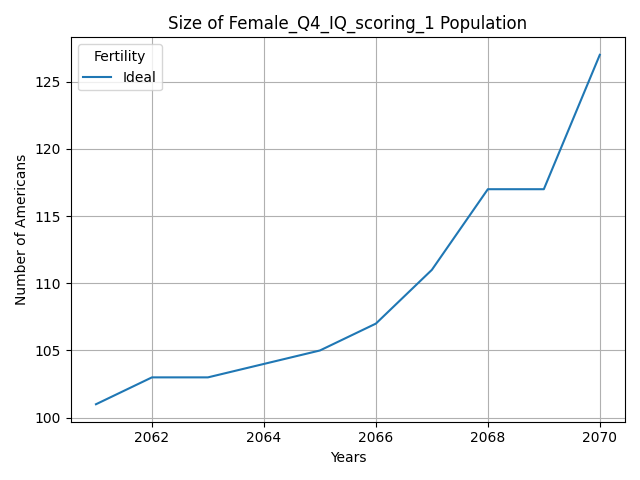 Size of Female_Q4_IQ_scoring_1 Population
Fertility
Ideal
Number of Americans
125
120
115
110
105
100
2062 2064 2066 2068 2070
Years